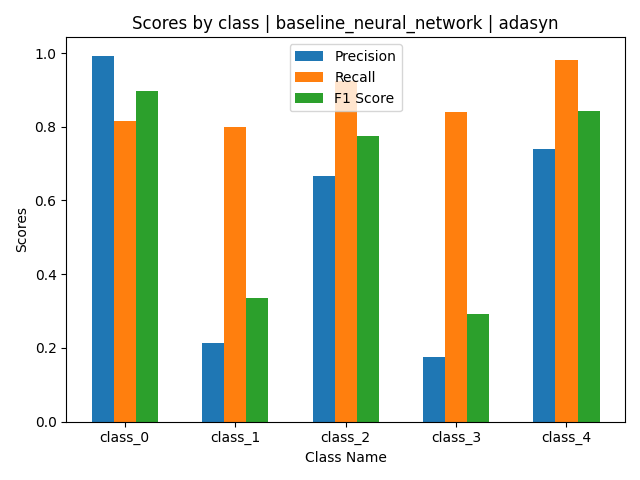 Scores by class | baseline_neural_network | adasyn
Precision
Recall
F1 Score
1.0
0.8
0.6
0.4
0.2
0.0
Scores
class_0 class_1 class_2 class_3 class_4
Class Name